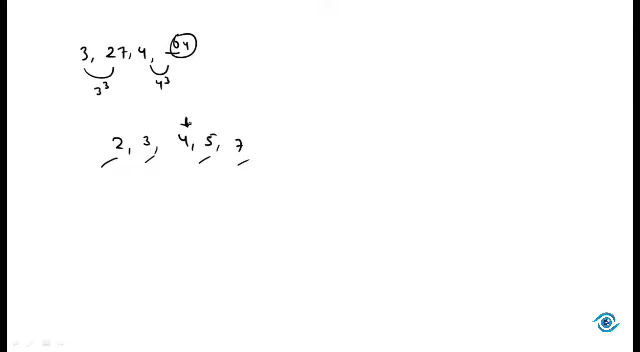 3, 27, 4, 64
3³ 4³
2, 3, 4, 5, 7